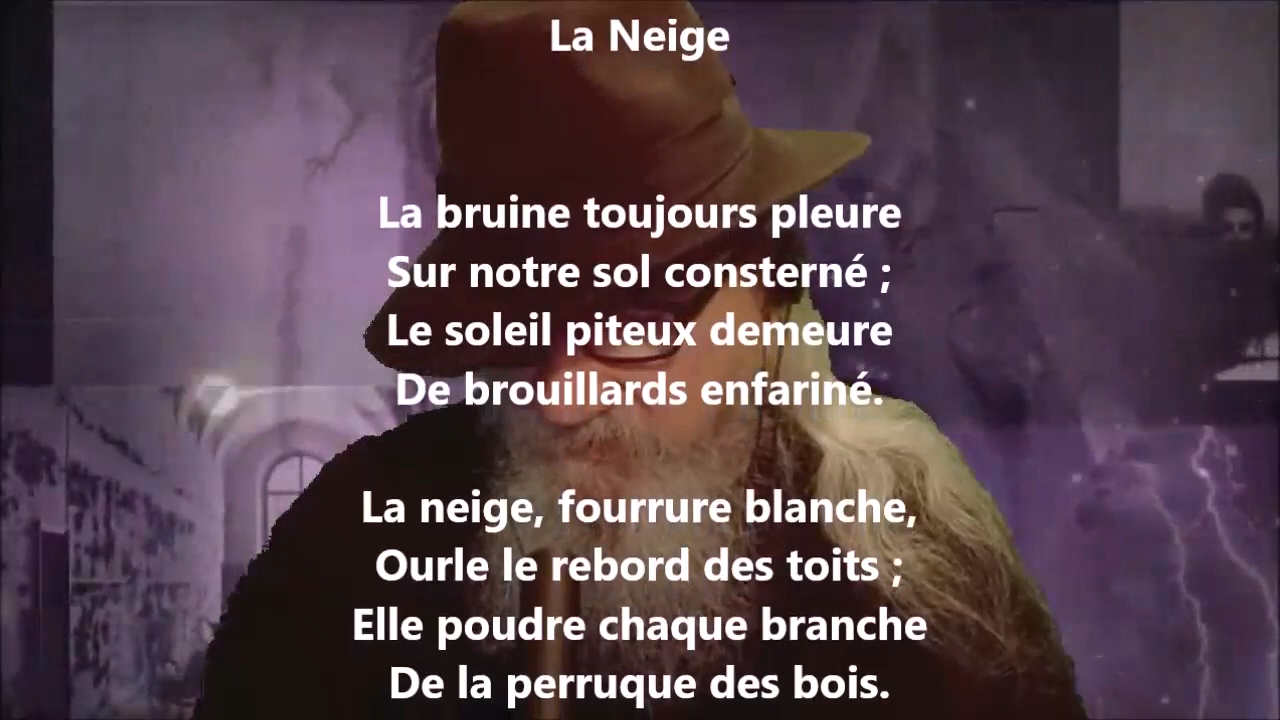 La Neige
La bruine toujours pleure
Sur notre sol consterné ;
Le soleil piteux demeure
De brouillards enfariné.
La neige, fourrure blanche,
Ourle le rebord des toits ;
Elle poudre chaque branche
De la perruque des bois.